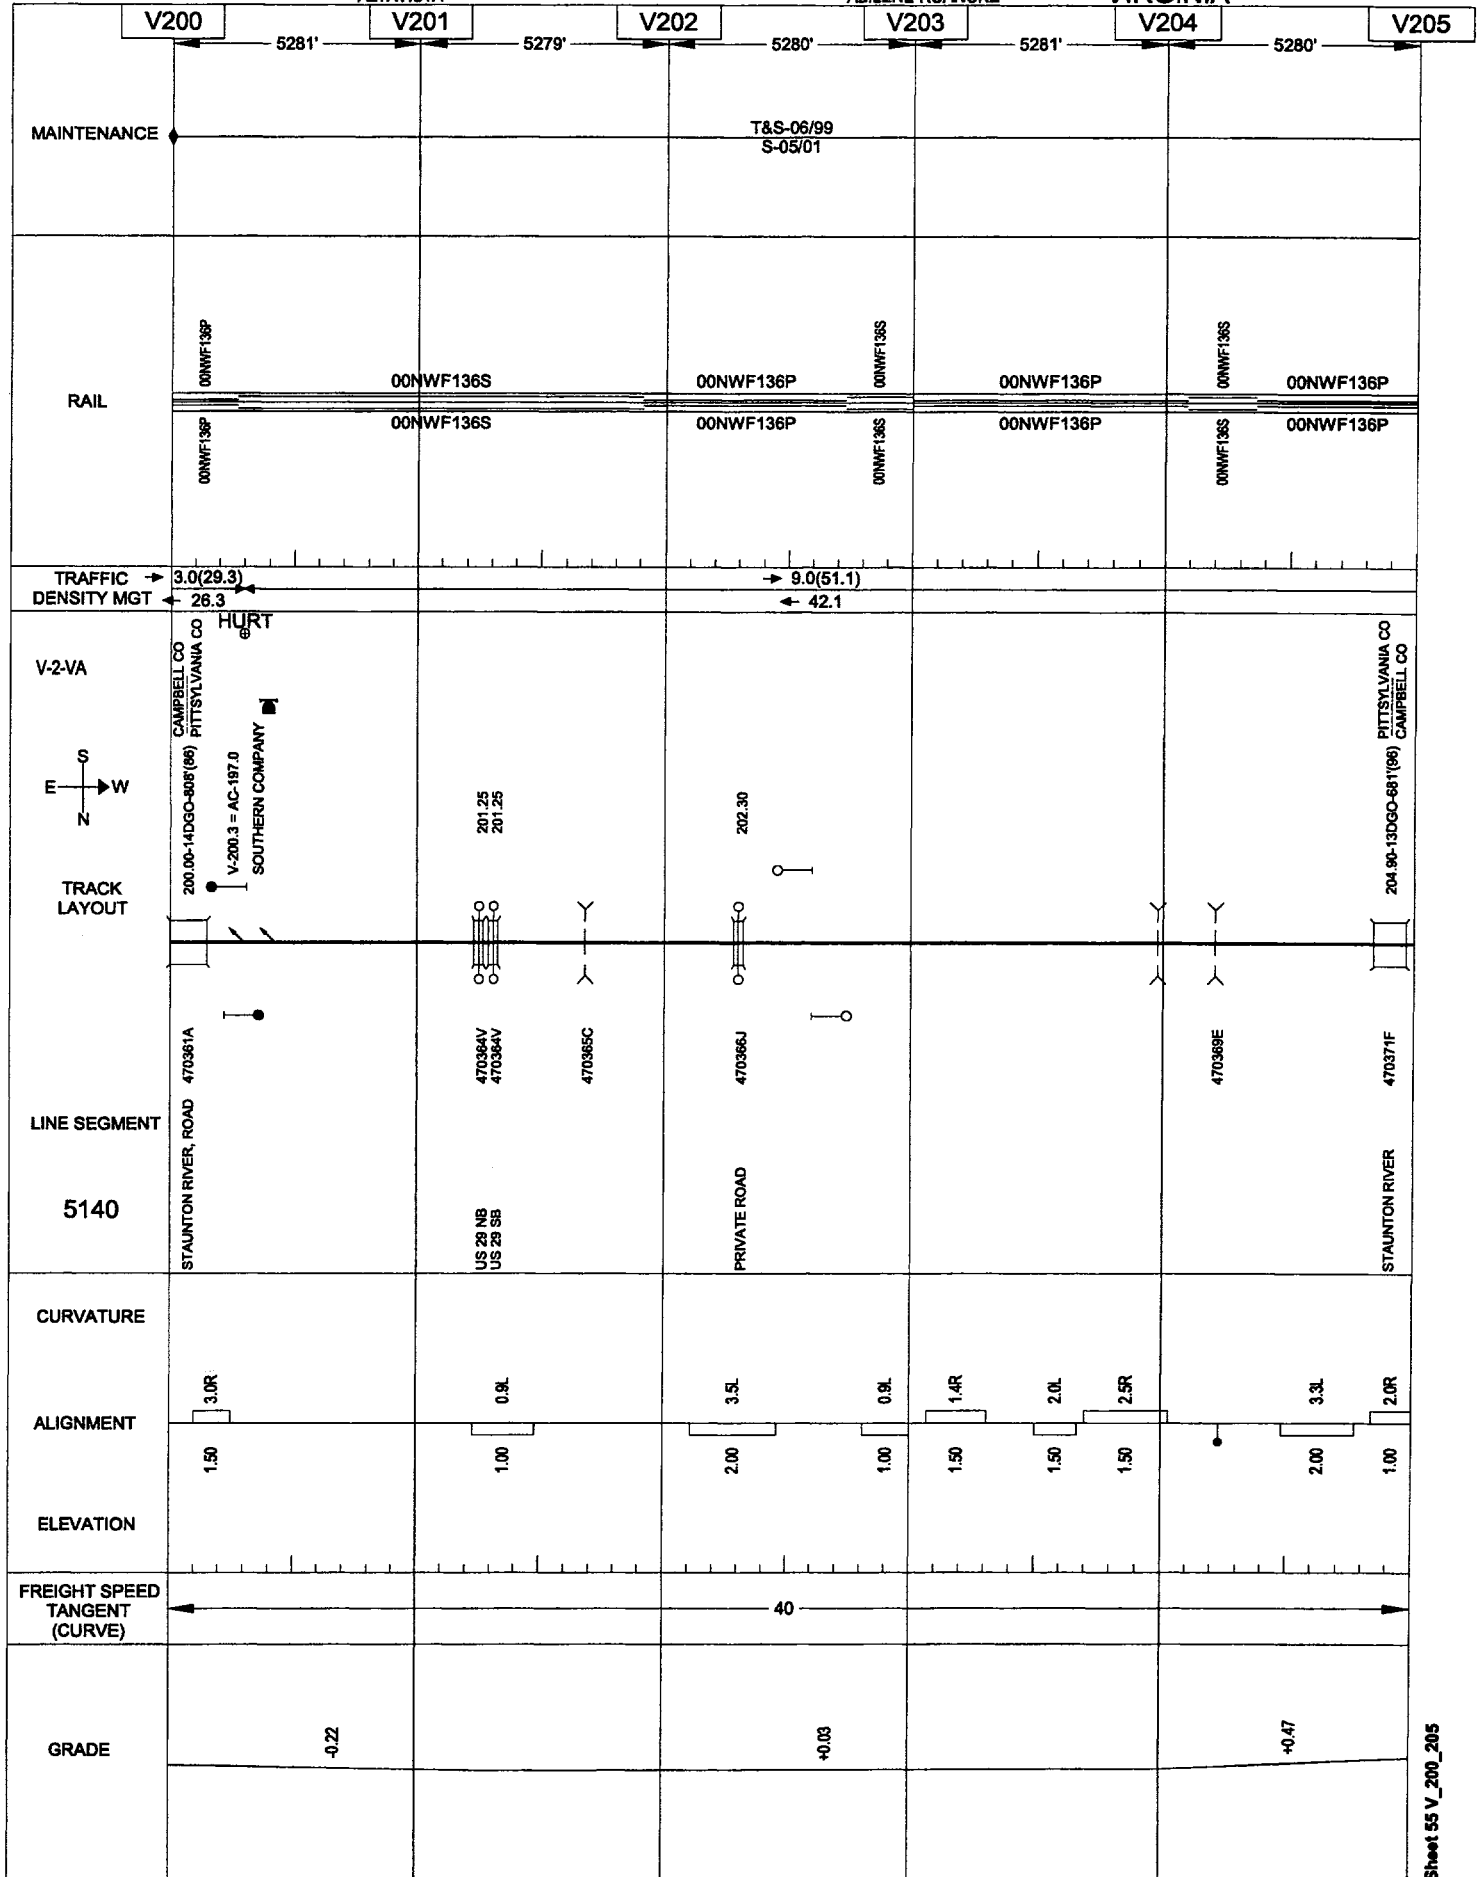 V200 V201 V202 V203 V204 V205
5281' 5279' 5280' 5281' 5280'
MAINTENANCE
T&S-06/99
S-05/01
RAIL
00NWF136P 00NWF136S 00NWF136P 00NWF136S 00NWF136P 00NWF136S 00NWF136P
00NWF136P 00NWF136S 00NWF136P 00NWF136S 00NWF136P 00NWF136S 00NWF136P
TRAFFIC 3.0(29.3) 9.0(51.1)
DENSITY MGT 26.3 42.1
HURT
V-2-VA
S
E W
N
TRACK
LAYOUT
200.00-14DGO-808'(86)
CAMPBELL CO
PITTSYLVANIA CO
V-200.3 = AC-197.0
SOUTHERN COMPANY
201.25
201.25
202.30
204.90-13DGO-681'(96)
PITTSYLVANIA CO
CAMPBELL CO
LINE SEGMENT
5140
STAUNTON RIVER, ROAD 470361A
US 29 NB 470364V
US 29 SB 470364V
470365C
PRIVATE ROAD 470366J
470369E
STAUNTON RIVER 470371F
CURVATURE
3.0R 0.9L 3.5L 0.9L 1.4R 2.0L 2.5R 3.3L 2.0R
ALIGNMENT
1.50 1.00 2.00 1.00 1.50 1.50 1.50 2.00 1.00
ELEVATION
FREIGHT SPEED
TANGENT
(CURVE)
40
GRADE
-0.22 +0.03 +0.47
Sheet 55 V_200_205